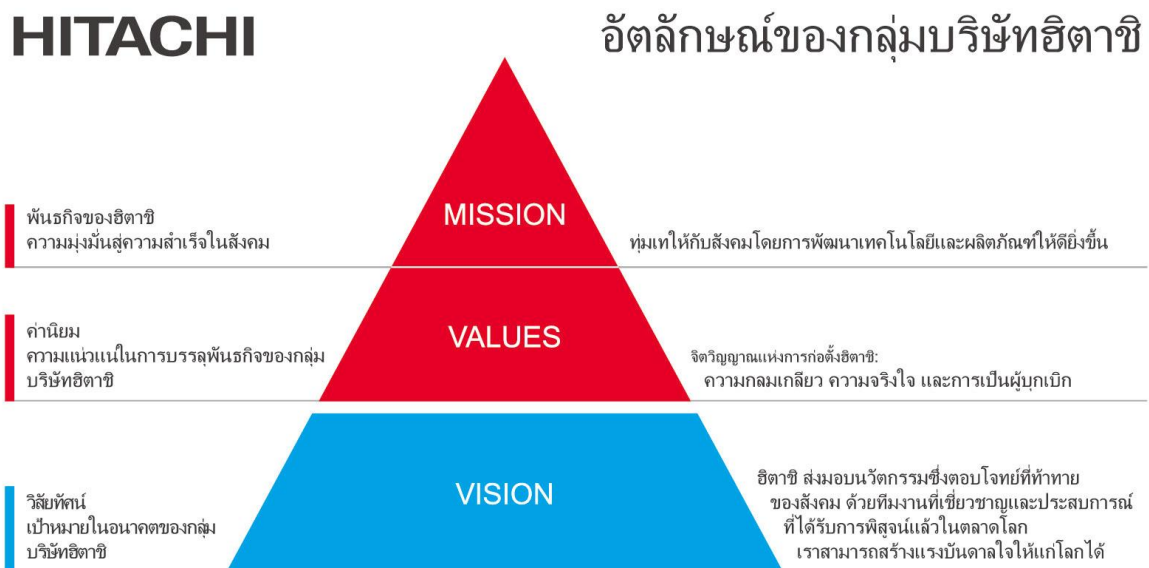 HITACHI
อัตลักษณ์ของกลุ่มบริษัทฮิตาชิ
พันธกิจของฮิตาชิ
ความมุ่งมั่นสู่ความสำเร็จในสังคม
MISSION
ทุ่มเทให้กับสังคมโดยการพัฒนาเทคโนโลยีและผลิตภัณฑ์ให้ดียิ่งขึ้น
ค่านิยม
ความแน่วแน่ในการบรรลุพันธกิจของกลุ่ม
บริษัทฮิตาชิ
VALUES
จิตวิญญาณแห่งการก่อตั้งฮิตาชิ:
ความกลมเกลียว ความจริงใจ และการเป็นผู้บุกเบิก
วิสัยทัศน์
เป้าหมายในอนาคตของกลุ่ม
บริษัทฮิตาชิ
VISION
ฮิตาชิ ส่งมอบนวัตกรรมซึ่งตอบโจทย์ที่ท้าทาย
ของสังคม ด้วยทีมงานที่เชี่ยวชาญและประสบการณ์
ที่ได้รับการพิสูจน์แล้วในตลาดโลก
เราสามารถสร้างแรงบันดาลใจให้แก่โลกได้